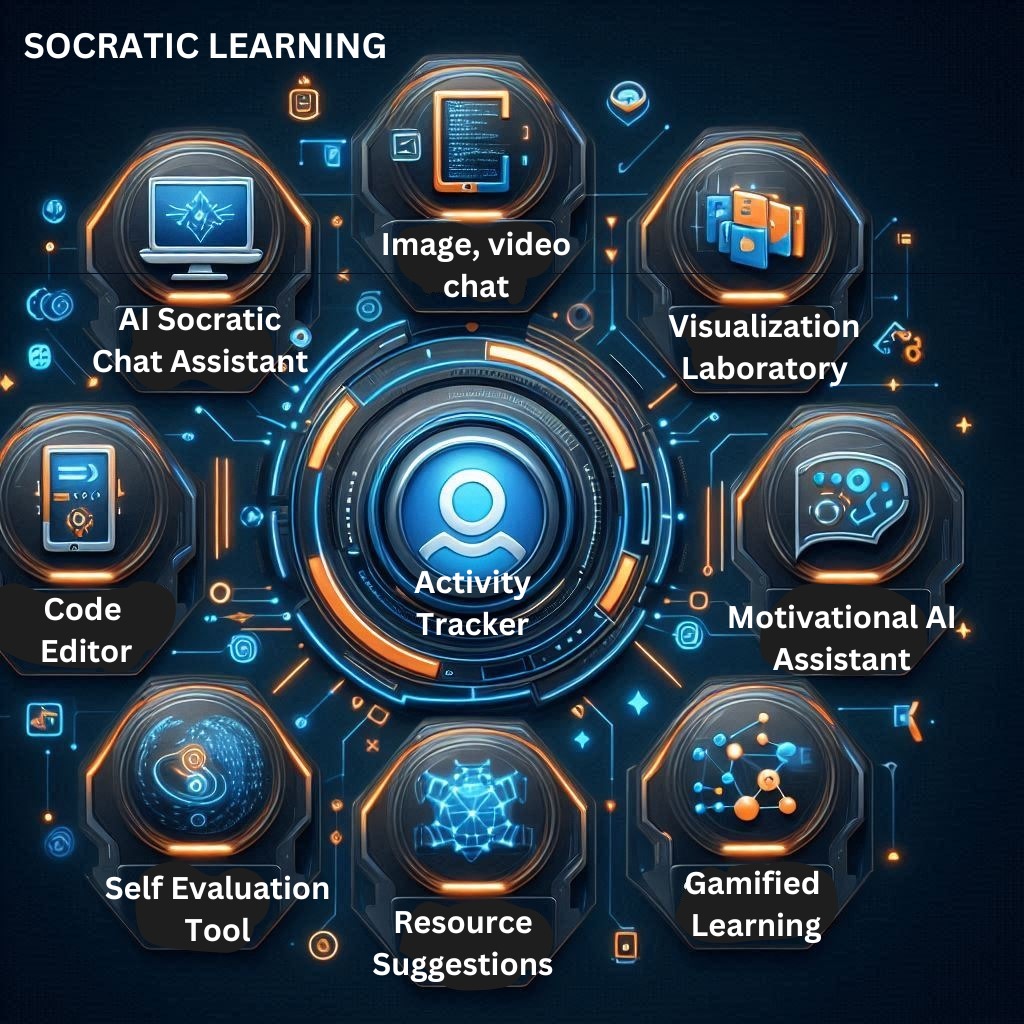 SOCRATIC LEARNING
Image, video
chat
AI Socratic
Chat Assistant
Visualization
Laboratory
Activity
Tracker
Code
Editor
Motivational AI
Assistant
Self Evaluation
Tool
Resource
Suggestions
Gamified
Learning